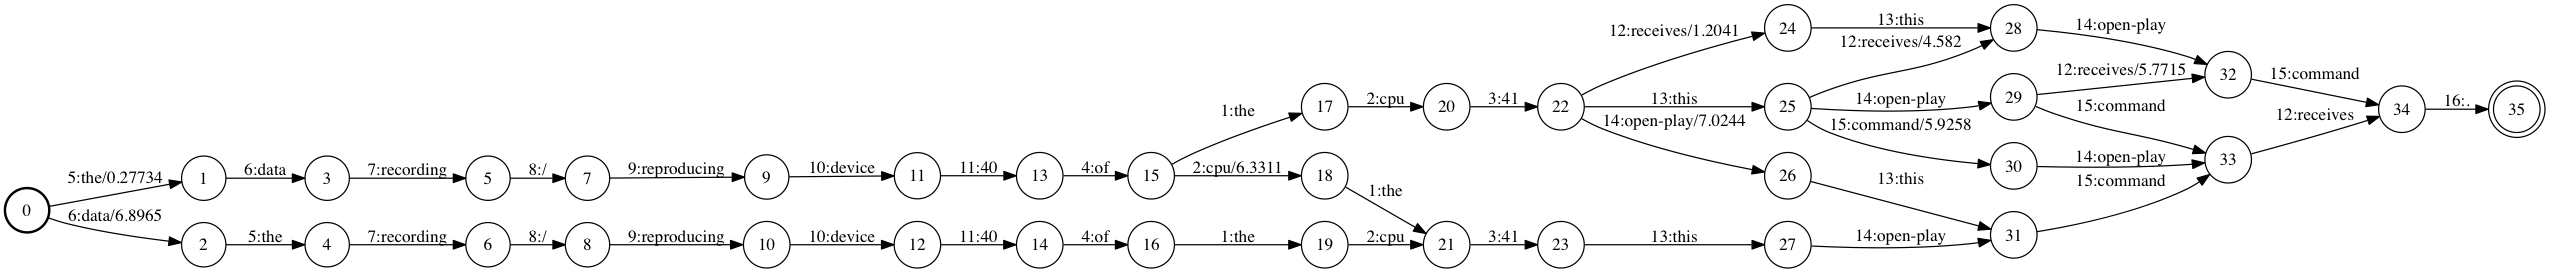 12:receives/1.2041
24
13:this
28
14:open-play
12:receives/4.582
32
15:command
1:the
17
2:cpu
20
3:41
22
13:this
25
14:open-play
29
12:receives/5.7715
15:command
34
16:.
35
14:open-play/7.0244
15:command/5.9258
12:receives
5:the/0.27734
1
6:data
3
7:recording
5
8:/
7
9:reproducing
9
10:device
11
11:40
13
4:of
15
2:cpu/6.3311
18
1:the
26
13:this
30
14:open-play
15:command
33
0
6:data/6.8965
2
5:the
4
7:recording
6
8:/
8
9:reproducing
10
10:device
12
11:40
14
4:of
16
1:the
19
2:cpu
21
3:41
23
13:this
27
14:open-play
31